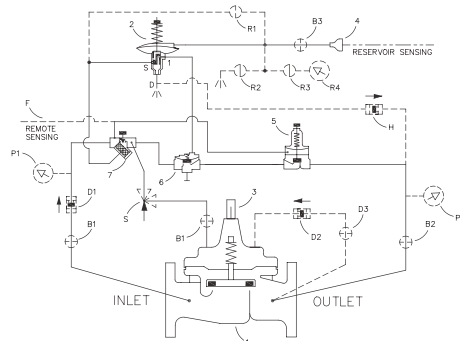 R1
2
B3
4
R2
R3
R4
RESERVOIR SENSING
S
1
D
F
REMOTE
SENSING
H
5
P1
7
6
D1
S
3
B1
B1
D2
D3
P
B2
INLET
OUTLET